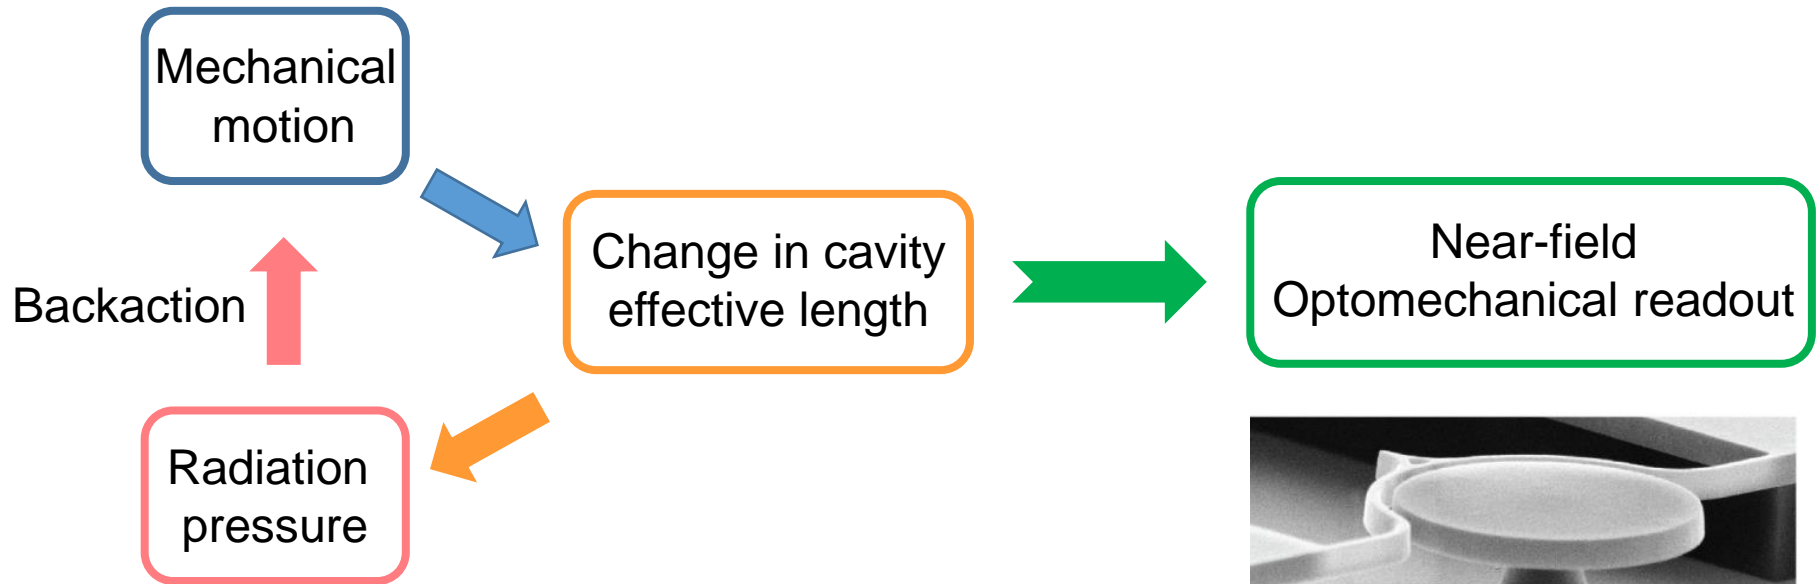 Mechanical
motion
Change in cavity
effective length
Near-field
Optomechanical readout
Backaction
Radiation
pressure